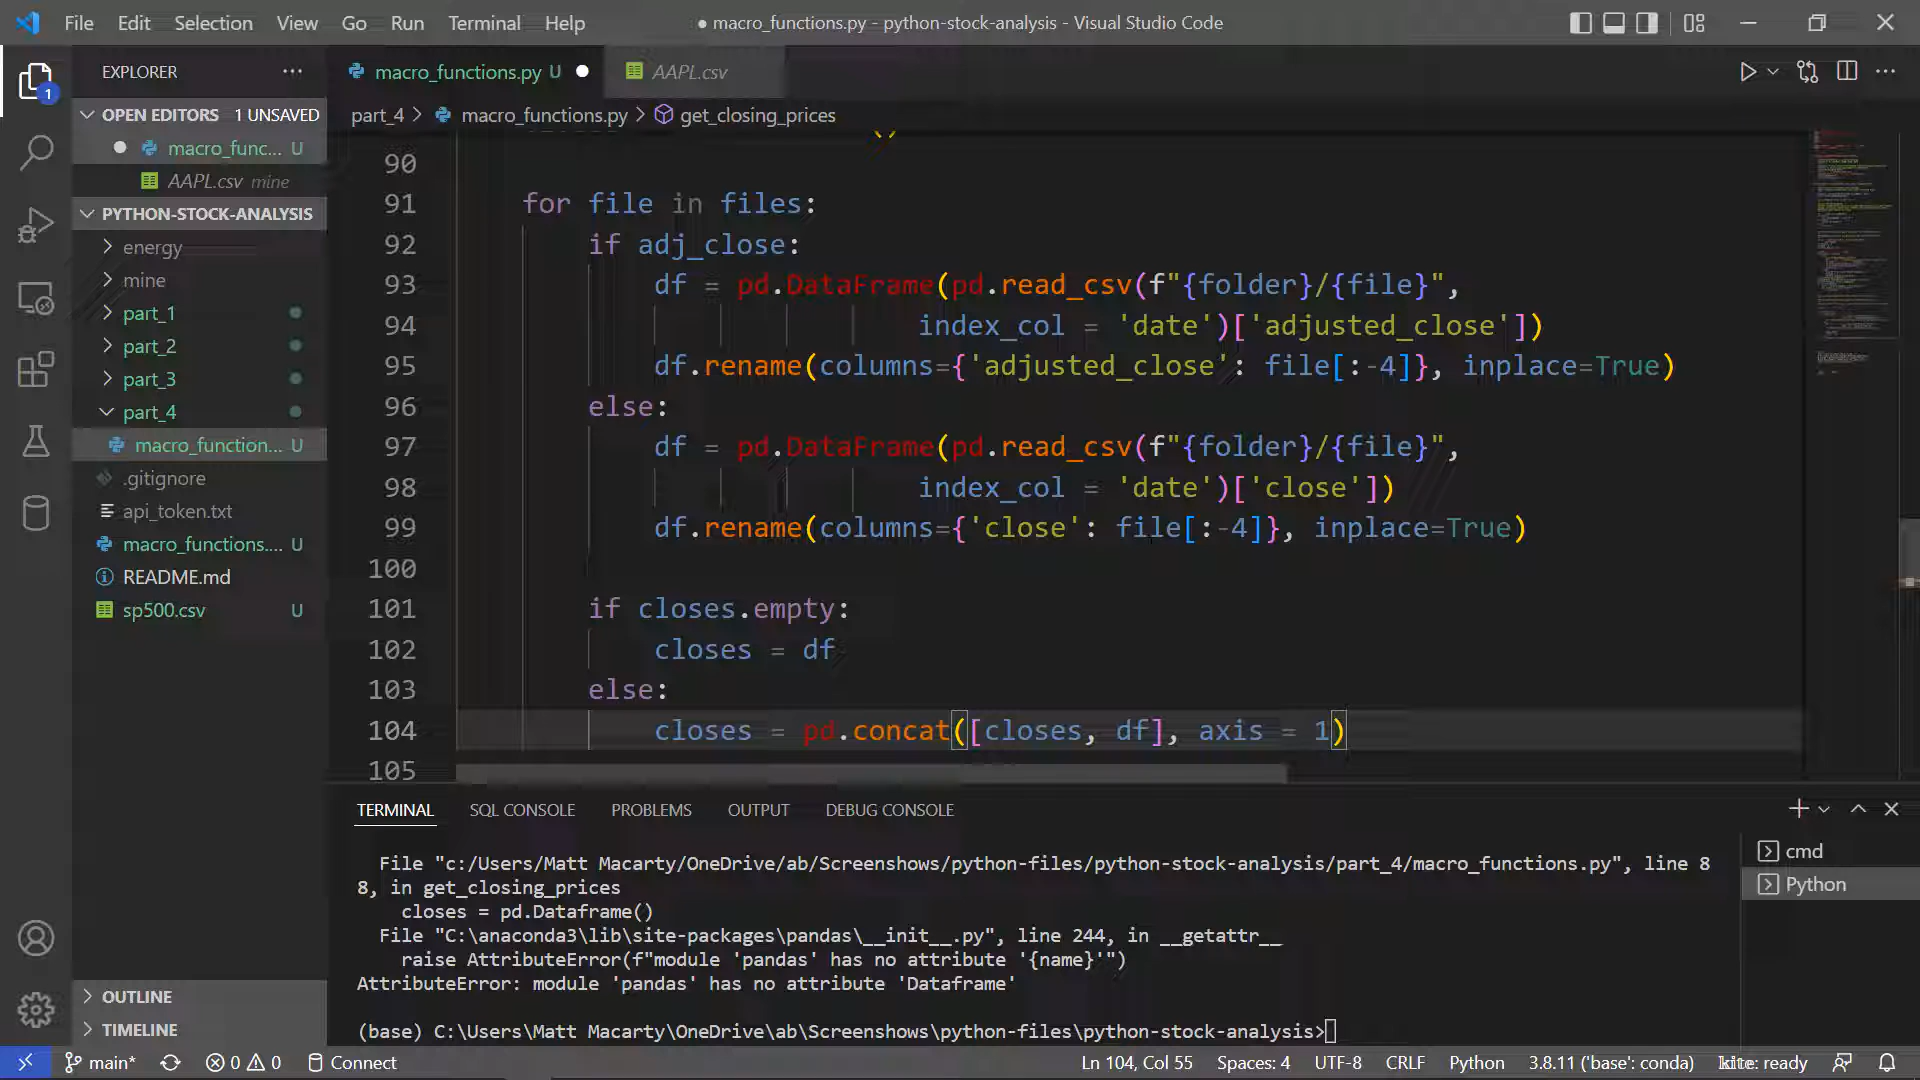 File Edit Selection View Go Run Terminal Help
● macro_functions.py - python-stock-analysis - Visual Studio Code
EXPLORER
macro_functions.py U
AAPL.csv
1
OPEN EDITORS 1 UNSAVED
part_4 > macro_functions.py > get_closing_prices
macro_func... U
AAPL.csv mine
PYTHON-STOCK-ANALYSIS
energy
mine
part_1
part_2
part_3
part_4
macro_function... U
.gitignore
api_token.txt
macro_functions.... U
README.md
sp500.csv U
OUTLINE
TIMELINE
90
91 for file in files:
92 if adj_close:
93 df = pd.DataFrame(pd.read_csv(f"{folder}/{file}",
94 index_col = 'date')['adjusted_close'])
95 df.rename(columns={'adjusted_close': file[:-4]}, inplace=True)
96 else:
97 df = pd.DataFrame(pd.read_csv(f"{folder}/{file}",
98 index_col = 'date')['close'])
99 df.rename(columns={'close': file[:-4]}, inplace=True)
100
101 if closes.empty:
102 closes = df
103 else:
104 closes = pd.concat([closes, df], axis = 1)
105
TERMINAL SQL CONSOLE PROBLEMS OUTPUT DEBUG CONSOLE
File "c:/Users/Matt Macarty/OneDrive/ab/Screenshows/python-files/python-stock-analysis/part_4/macro_functions.py", line 8
8, in get_closing_prices
closes = pd.Dataframe()
File "C:\anaconda3\lib\site-packages\pandas\__init__.py", line 244, in __getattr__
raise AttributeError(f"module 'pandas' has no attribute '{name}'")
AttributeError: module 'pandas' has no attribute 'Dataframe'
(base) C:\Users\Matt Macarty\OneDrive\ab\Screenshows\python-files\python-stock-analysis>
cmd
Python
main* 0 0 Connect
Ln 104, Col 55 Spaces: 4 UTF-8 CRLF Python 3.8.11 ('base': conda) kite: ready